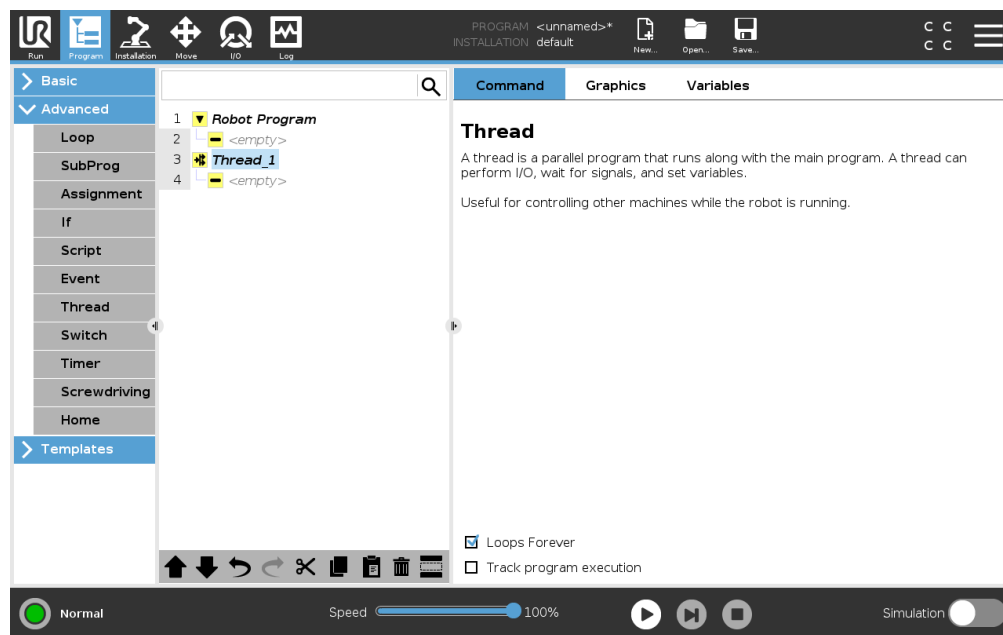 UR
PROGRAM <unnamed>*
INSTALLATION default
C C
C C
Run Program Installation Move I/O Log New... Open... Save...
Basic
Advanced
Loop
SubProg
Assignment
If
Script
Event
Thread
Switch
Timer
Screwdriving
Home
Templates
1 Robot Program
2 <empty>
3 Thread_1
4 <empty>
Command Graphics Variables
Thread
A thread is a parallel program that runs along with the main program. A thread can
perform I/O, wait for signals, and set variables.
Useful for controlling other machines while the robot is running.
Loops Forever
Track program execution
Normal Speed 100% Simulation